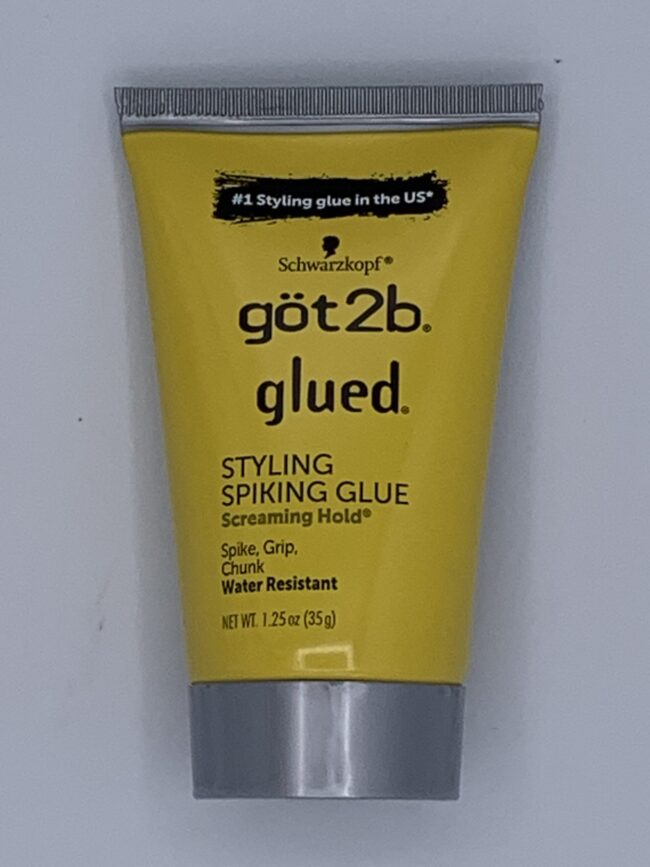 #1 Styling glue in the US*
Schwarzkopf®
göt2b®
glued®
STYLING
SPIKING GLUE
Screaming Hold®
Spike, Grip,
Chunk
Water Resistant
NET WT. 1.25 oz (35 g)